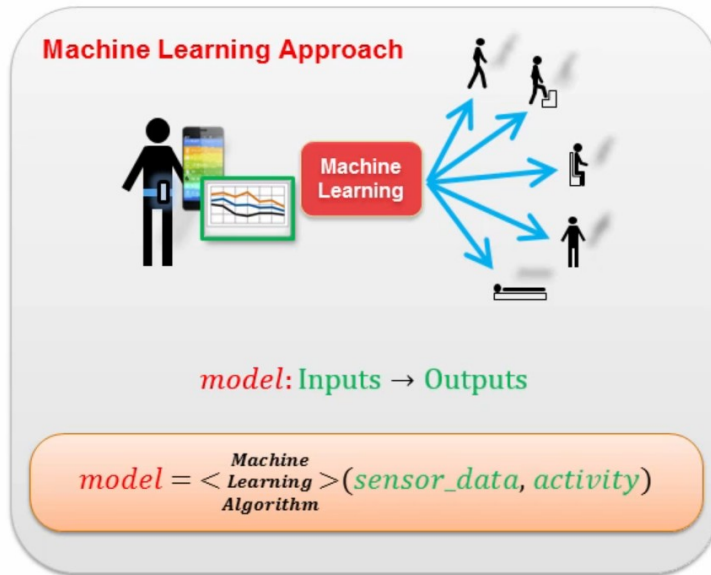 Machine Learning Approach
Machine
Learning
model: Inputs → Outputs
Machine
model = < Learning >(sensor_data, activity)
Algorithm